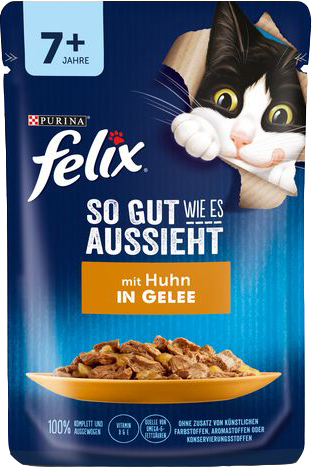 7+
JAHRE
PURINA
felix
SO GUT WIE ES
AUSSIEHT
mit Huhn
IN GELEE
100% KOMPLETT UND AUSGEWOGEN
VITAMIN D & E
QUELLE VON OMEGA-6-FETTSÄUREN
OHNE ZUSATZ VON KÜNSTLICHEN
FARBSTOFFEN, AROMASTOFFEN ODER
KONSERVIERUNGSSTOFFEN